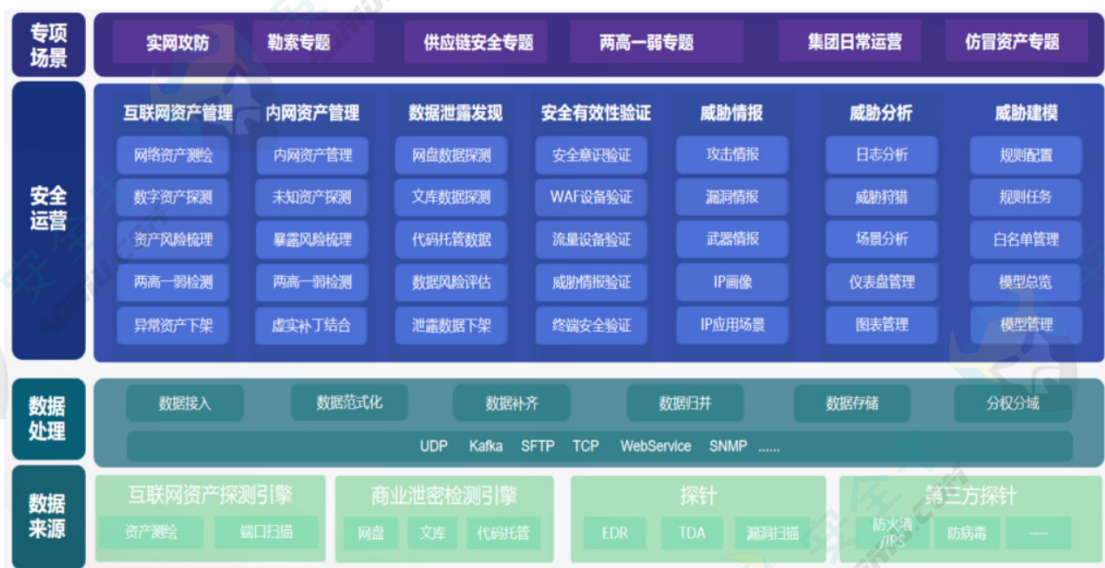 专项
场景
实网攻防 勒索专题 供应链安全专题 两高一弱专题 集团日常运营 仿冒资产专题
安全
运营
互联网资产管理 内网资产管理 数据泄露发现 安全有效性验证 威胁情报 威胁分析 威胁建模
网络资产测绘 内网资产管理 网盘数据探测 安全意识验证 攻击情报 日志分析 规则配置
数字资产探测 未知资产探测 文库数据探测 WAF设备验证 漏洞情报 威胁狩猎 规则任务
资产风险梳理 暴露风险梳理 代码托管数据 流量设备验证 武器情报 场景分析 白名单管理
两高一弱检测 两高一弱检测 数据风险评估 威胁情报验证 IP画像 仪表盘管理 模型总览
异常资产下架 虚实补丁结合 泄露数据下架 终端安全验证 IP应用场景 图表管理 模型管理
数据
处理
数据接入 数据范式化 数据补齐 数据归并 数据存储 分权分域
UDP Kafka SFTP TCP WebService SNMP ......
数据
来源
互联网资产探测引擎 商业泄密检测引擎 探针 第三方探针
资产测绘 端口扫描 网盘 文库 代码托管 EDR TDA 漏洞扫描 防火墙
/IPS 防病毒 ......